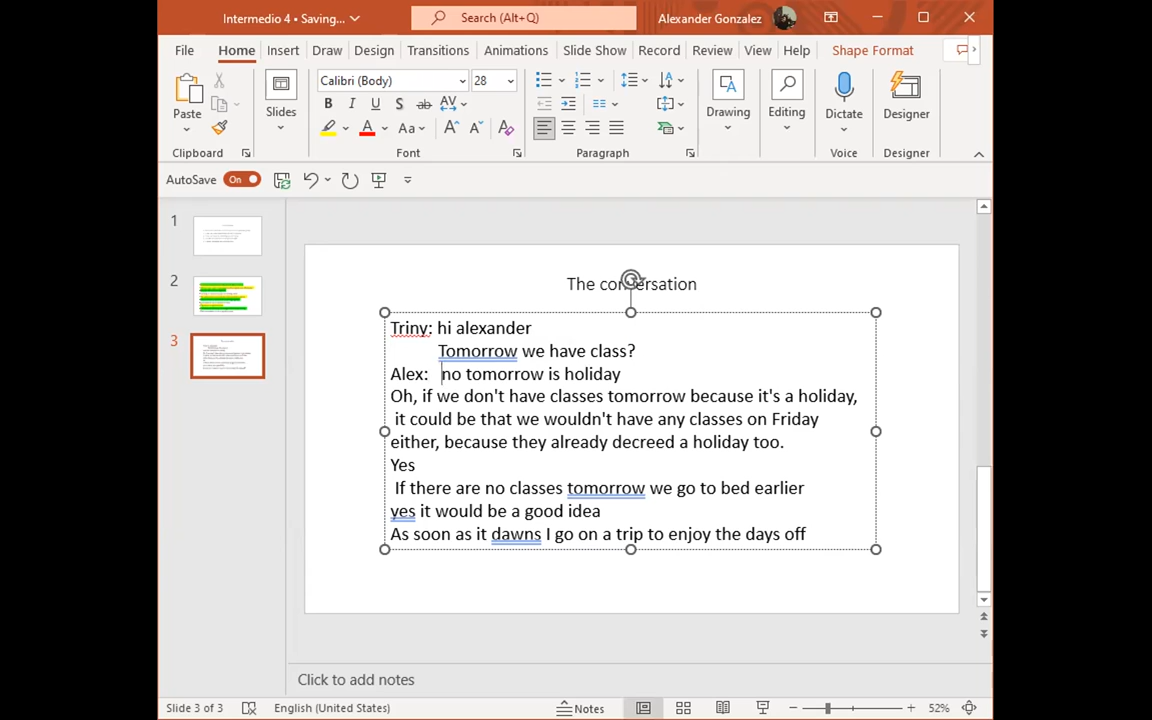 Intermedio 4 • Saving...
Search (Alt+Q)
Alexander Gonzalez
File Home Insert Draw Design Transitions Animations Slide Show Record Review View Help Shape Format
Calibri (Body) 28
Paste
Slides
B I U S ab AV
Aa A A
Drawing
Editing
Dictate
Designer
Clipboard Font Paragraph Voice Designer
AutoSave On
1
2
3
The conversation
Triny: hi alexander
Tomorrow we have class?
Alex: no tomorrow is holiday
Oh, if we don't have classes tomorrow because it's a holiday,
it could be that we wouldn't have any classes on Friday
either, because they already decreed a holiday too.
Yes
If there are no classes tomorrow we go to bed earlier
yes it would be a good idea
As soon as it dawns I go on a trip to enjoy the days off
Click to add notes
Slide 3 of 3 English (United States) Notes 52%